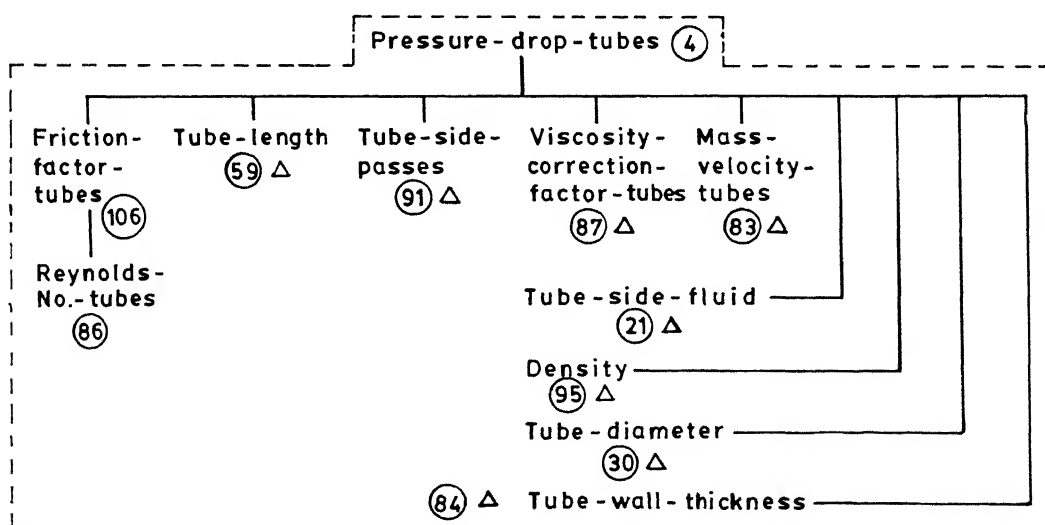 Pressure-drop-tubes 4
Friction-
factor-
tubes 106
Reynolds-
No.-tubes
86
Tube-length
59 △
Tube-side-
passes
91 △
Viscosity-
correction-
factor-tubes
87 △
Mass-
velocity-
tubes
83 △
Tube-side-fluid
21 △
Density
95 △
Tube-diameter
30 △
84 △ Tube-wall-thickness